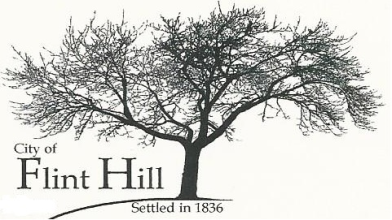 City of
Flint Hill
Settled in 1836